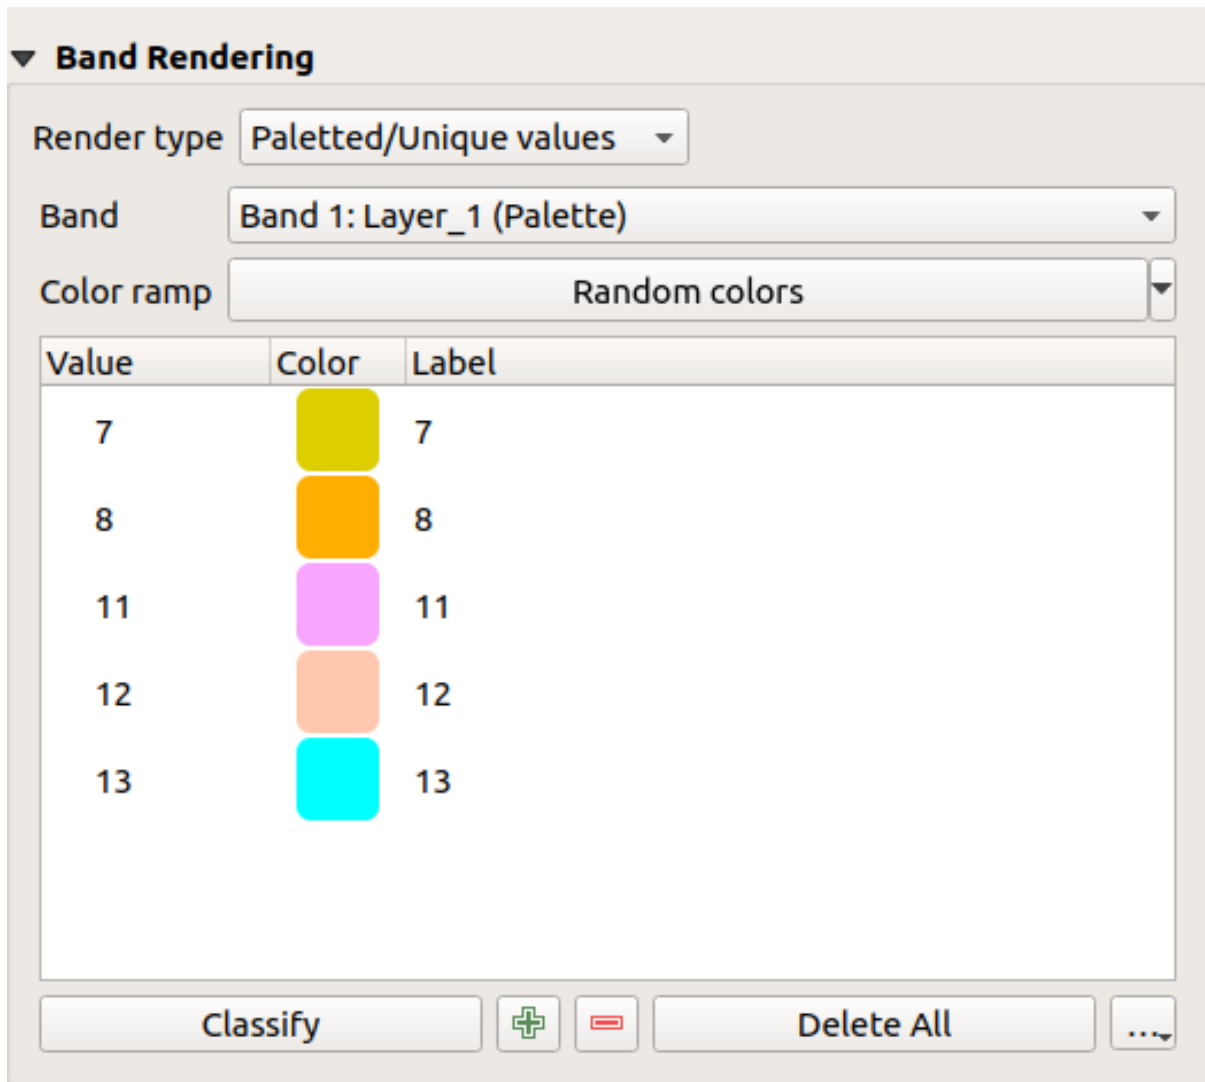 Band Rendering
Render type Paletted/Unique values
Band Band 1: Layer_1 (Palette)
Color ramp Random colors
Value Color Label
7 7
8 8
11 11
12 12
13 13
Classify Delete All ...